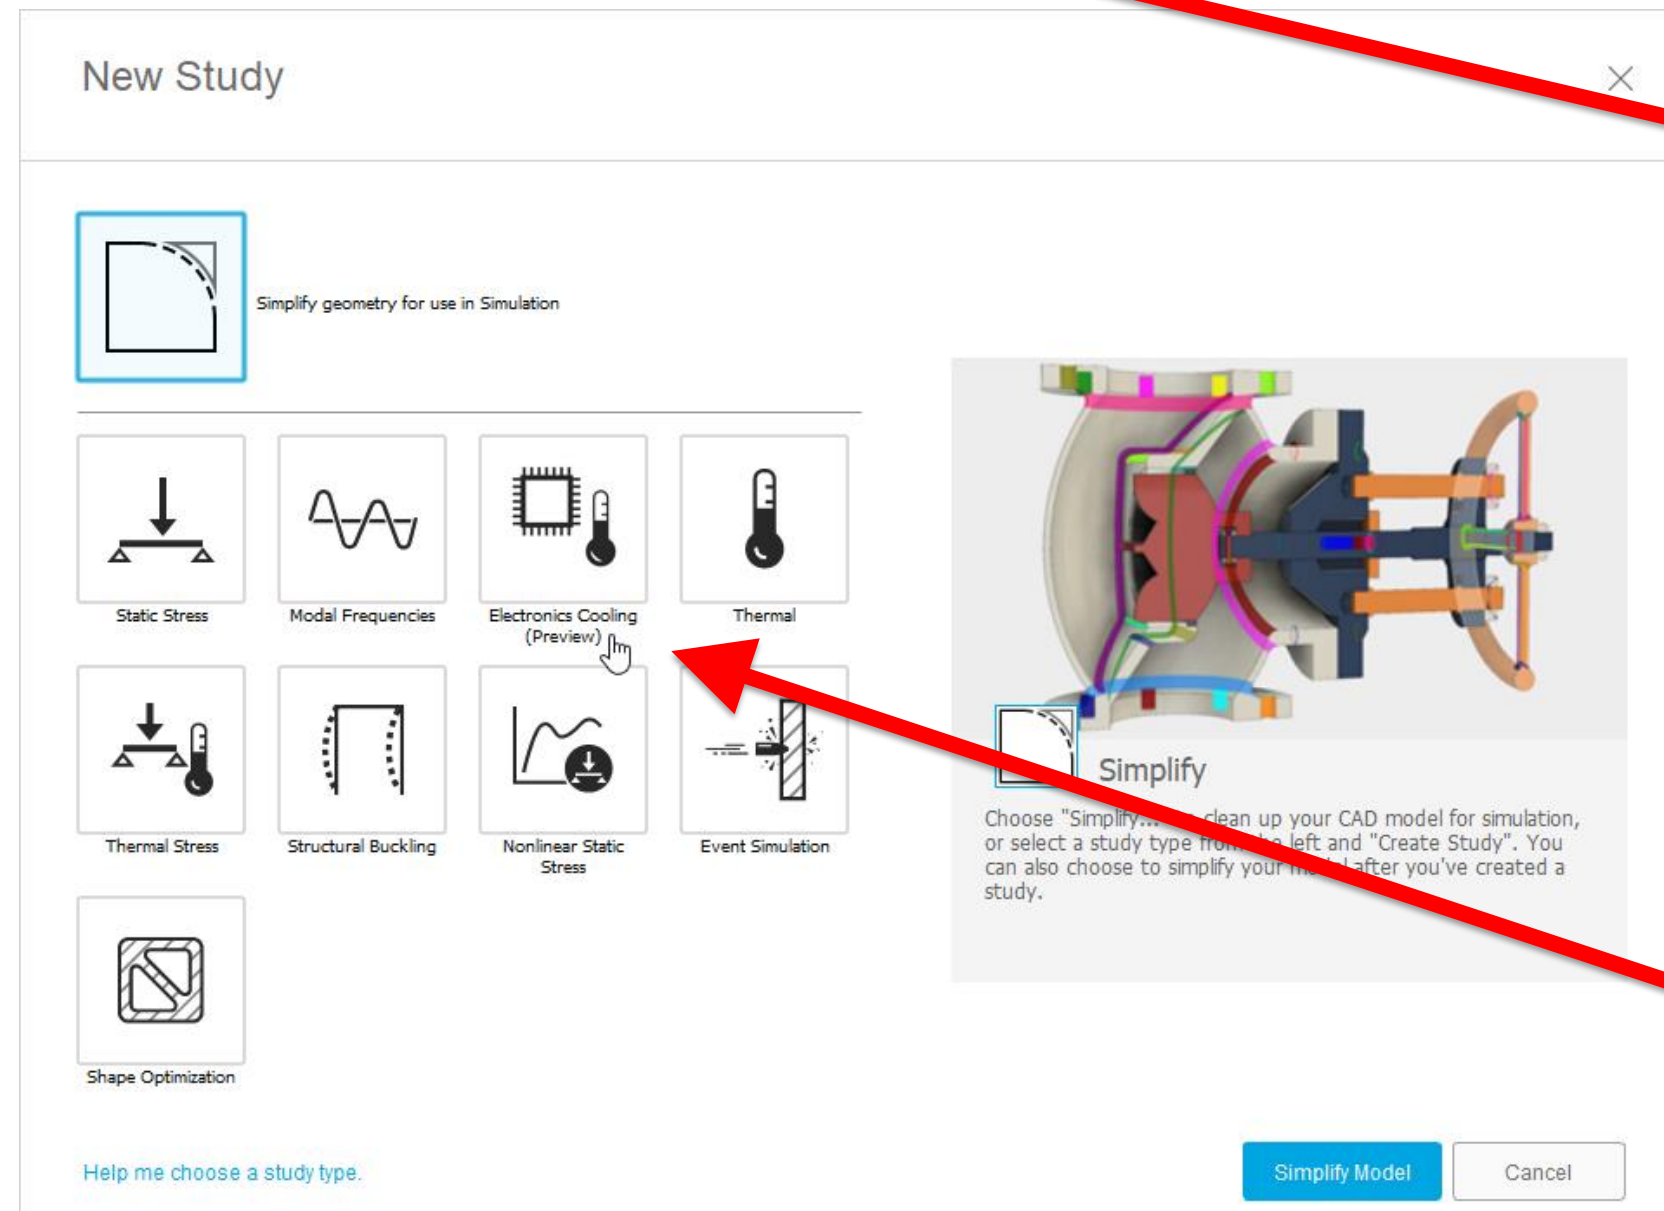 New Study
Simplify geometry for use in Simulation
Static Stress
Modal Frequencies
Electronics Cooling
(Preview)
Thermal
Thermal Stress
Structural Buckling
Nonlinear Static
Stress
Event Simulation
Shape Optimization
Simplify
Choose "Simplify... clean up your CAD model for simulation,
or select a study type from the left and "Create Study". You
can also choose to simplify your model after you've created a
study.
Help me choose a study type.
Simplify Model
Cancel